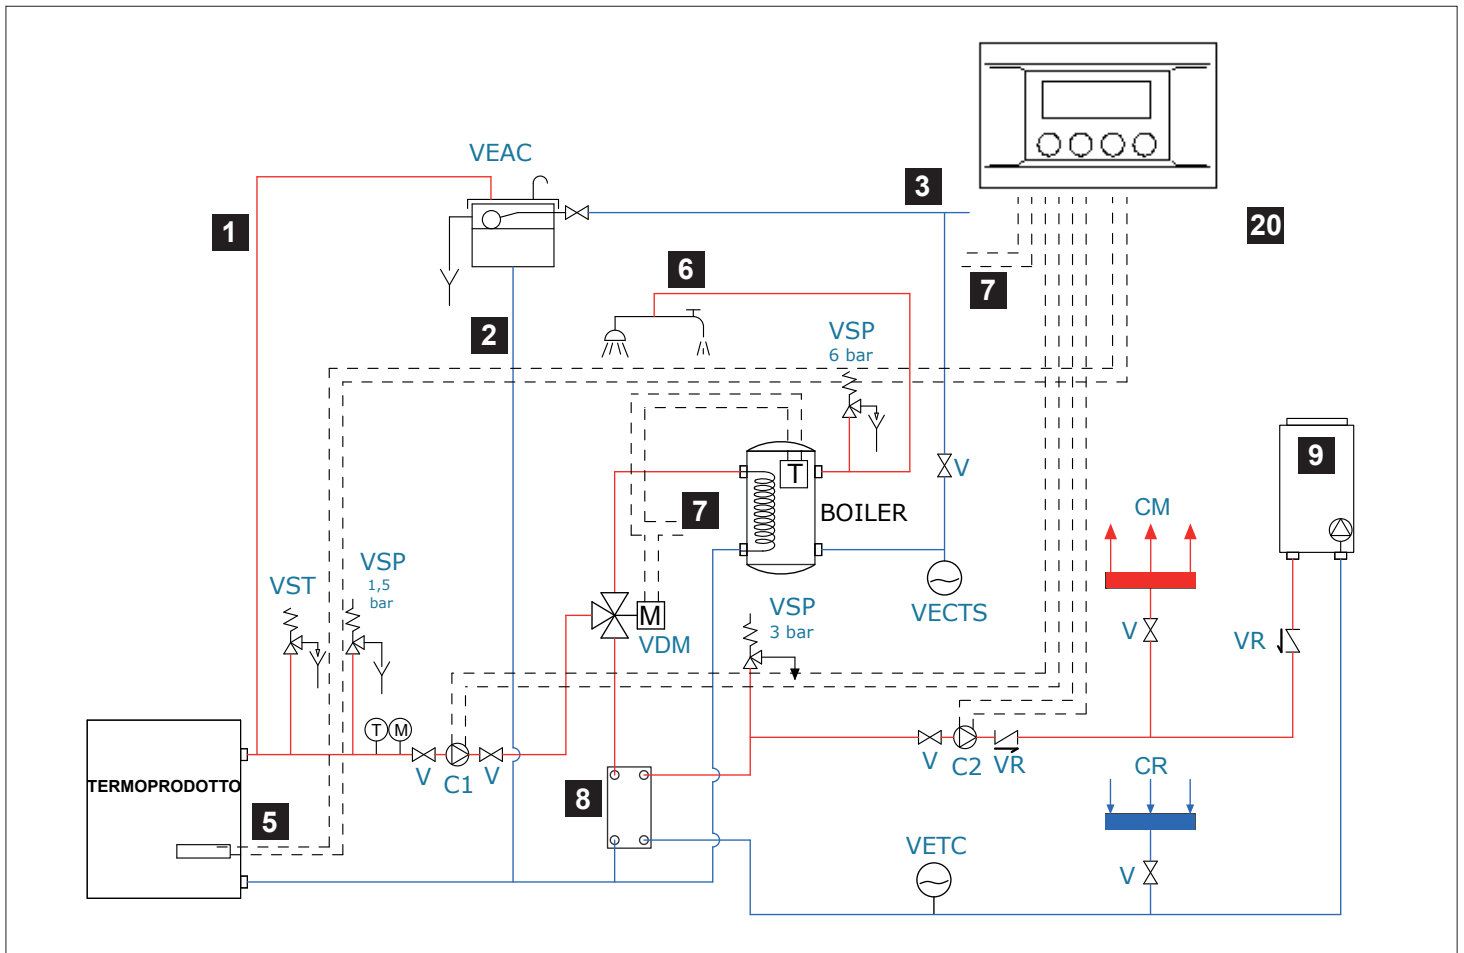 VEAC
3
1
20
6
7
2
VSP
6 bar
9
T
V
CM
7
BOILER
VSP
1,5
bar
VST
VSP
3 bar
VECTS
M
VDM
V
VR
T
M
V
C1
V
V
C2
VR
CR
TERMOPRODOTTO
8
5
VETC
V